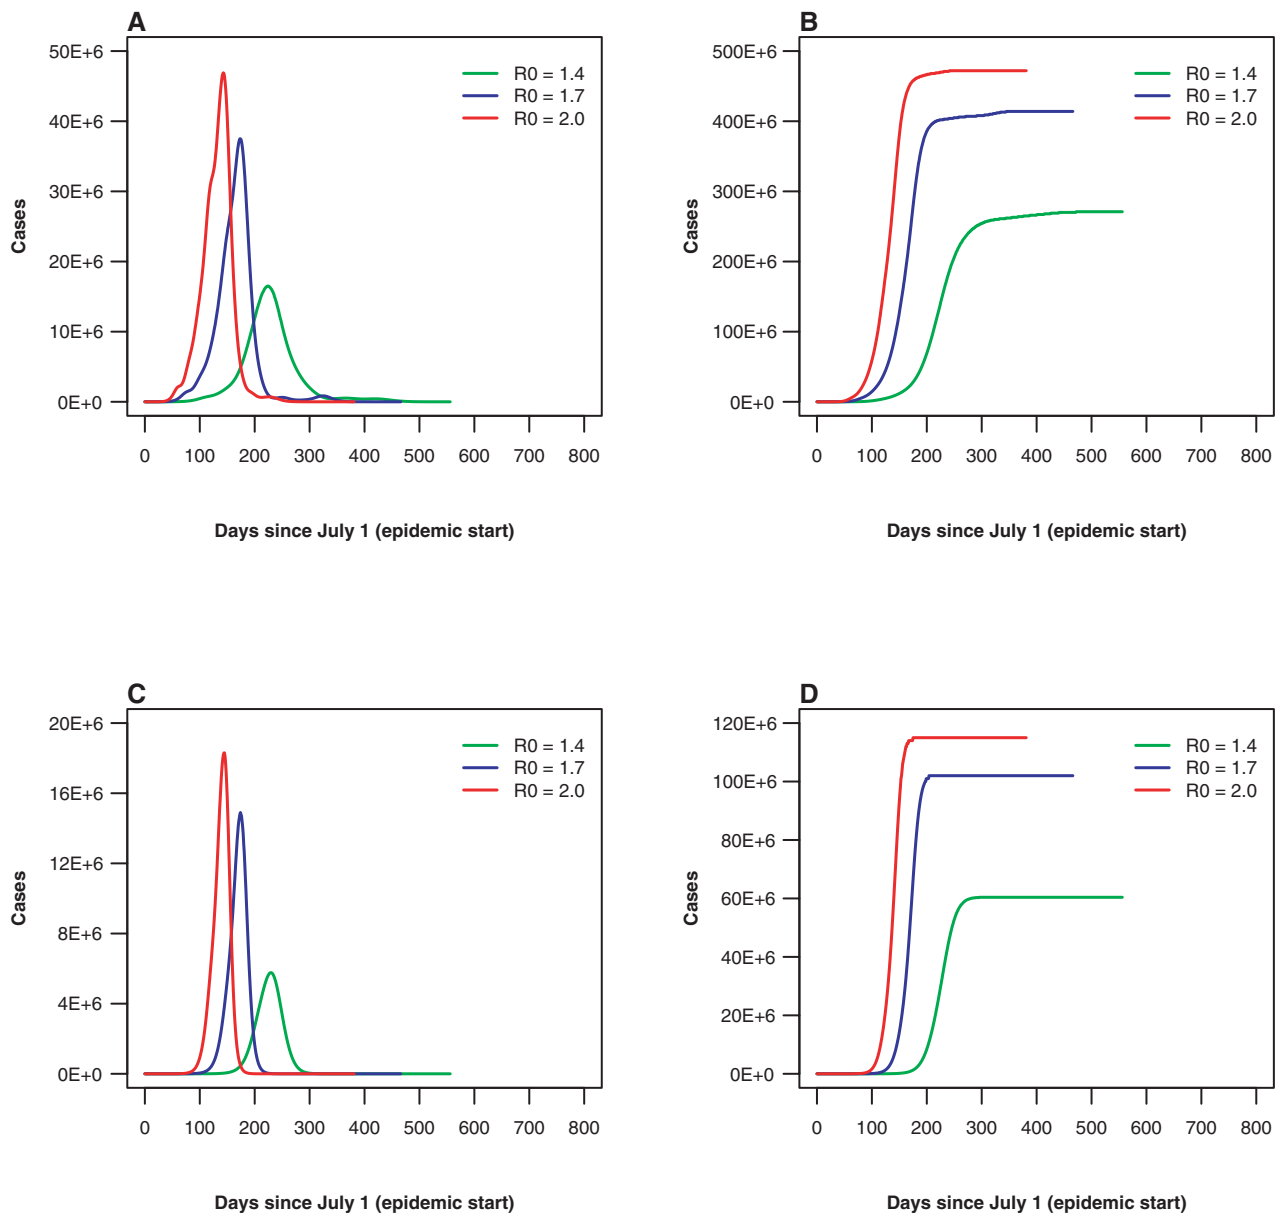 A
50E+6
40E+6
30E+6
20E+6
10E+6
0E+0
Cases
R0 = 1.4
R0 = 1.7
R0 = 2.0
0 100 200 300 400 500 600 700 800
Days since July 1 (epidemic start)
B
500E+6
400E+6
300E+6
200E+6
100E+6
0E+0
Cases
R0 = 1.4
R0 = 1.7
R0 = 2.0
0 100 200 300 400 500 600 700 800
Days since July 1 (epidemic start)
C
20E+6
16E+6
12E+6
8E+6
4E+6
0E+0
Cases
R0 = 1.4
R0 = 1.7
R0 = 2.0
0 100 200 300 400 500 600 700 800
Days since July 1 (epidemic start)
D
120E+6
100E+6
80E+6
60E+6
40E+6
20E+6
0E+0
Cases
R0 = 1.4
R0 = 1.7
R0 = 2.0
0 100 200 300 400 500 600 700 800
Days since July 1 (epidemic start)